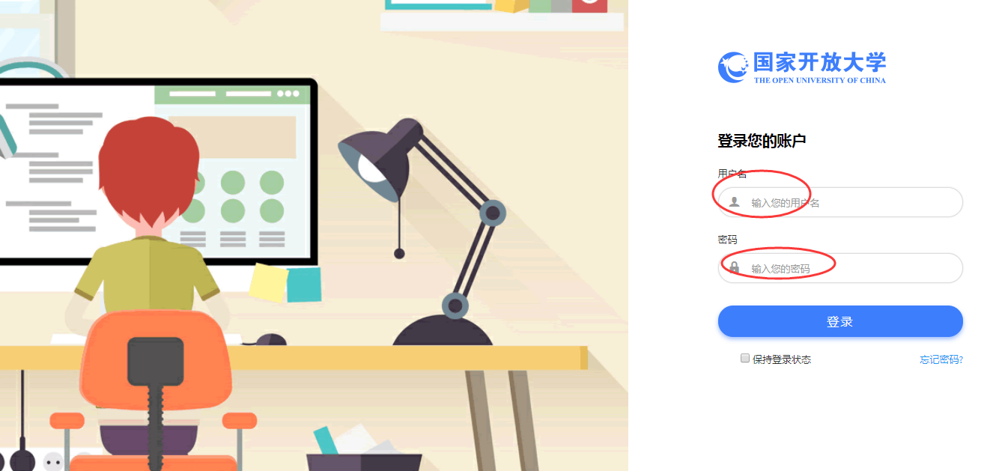 国家开放大学
THE OPEN UNIVERSITY OF CHINA
登录您的账户
用户名
输入您的用户名
密码
输入您的密码
登录
保持登录状态 忘记密码?